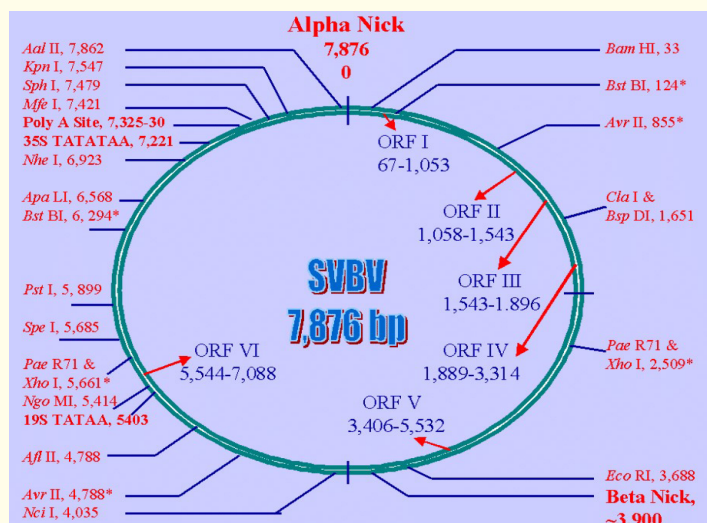 Alpha Nick
7,876
0
Aal II, 7,862
Kpn I, 7,547
Sph I, 7,479
Mfe I, 7,421
Poly A Site, 7,325-30
35S TATATAA, 7,221
Nhe I, 6,923
Apa LI, 6,568
Bst BI, 6, 294*
Pst I, 5, 899
Spe I, 5,685
Pae R71 &
Xho I, 5,661*
Ngo MI, 5,414
19S TATAA, 5403
Afl II, 4,788
Avr II, 4,788*
Nci I, 4,035
Bam HI, 33
Bst BI, 124*
Avr II, 855*
Cla I &
Bsp DI, 1,651
Pae R71 &
Xho I, 2,509*
Eco RI, 3,688
Beta Nick,
~3,900
ORF I
67-1,053
ORF II
1,058-1,543
ORF III
1,543-1.896
ORF IV
1,889-3,314
ORF V
3,406-5,532
ORF VI
5,544-7,088
SVBV
7,876 bp